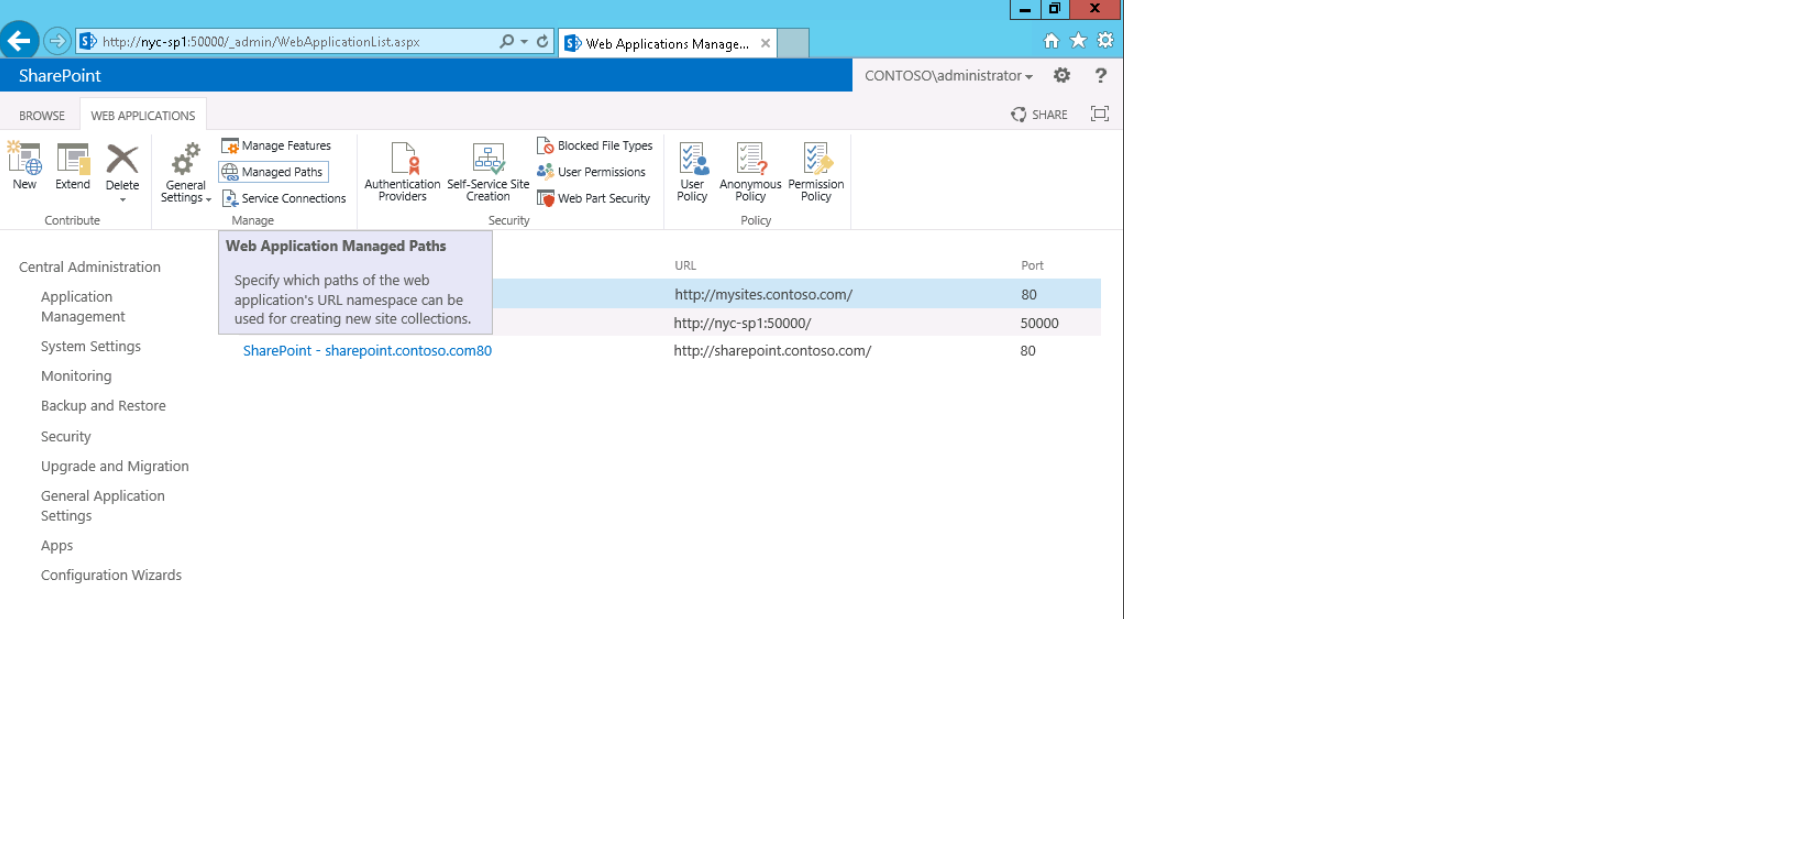 http://nyc-sp1:50000/_admin/WebApplicationList.aspx
Web Applications Manage...
SharePoint
CONTOSO\administrator
?
BROWSE
WEB APPLICATIONS
SHARE
New
Extend
Delete
Contribute
General
Settings
Manage Features
Managed Paths
Service Connections
Manage
Authentication
Providers
Self-Service Site
Creation
Blocked File Types
User Permissions
Web Part Security
Security
User
Policy
Anonymous
Policy
Permission
Policy
Policy
Web Application Managed Paths
Specify which paths of the web
application's URL namespace can be
used for creating new site collections.
Central Administration
Application
Management
System Settings
Monitoring
Backup and Restore
Security
Upgrade and Migration
General Application
Settings
Apps
Configuration Wizards
URL
Port
http://mysites.contoso.com/
80
http://nyc-sp1:50000/
50000
SharePoint - sharepoint.contoso.com80
http://sharepoint.contoso.com/
80